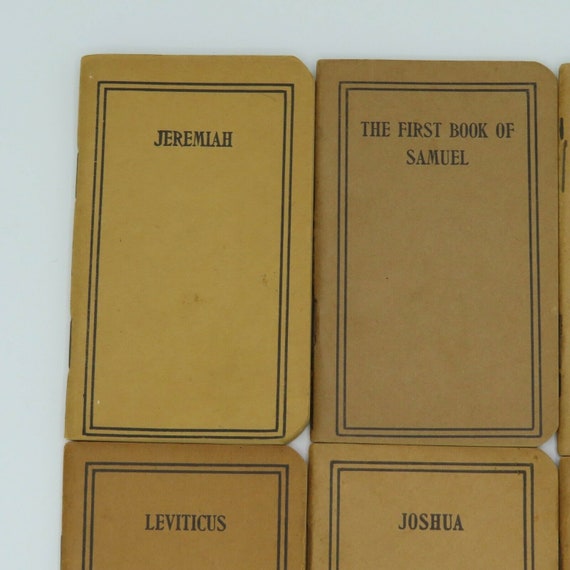 JEREMIAH
THE FIRST BOOK OF
SAMUEL
LEVITICUS
JOSHUA